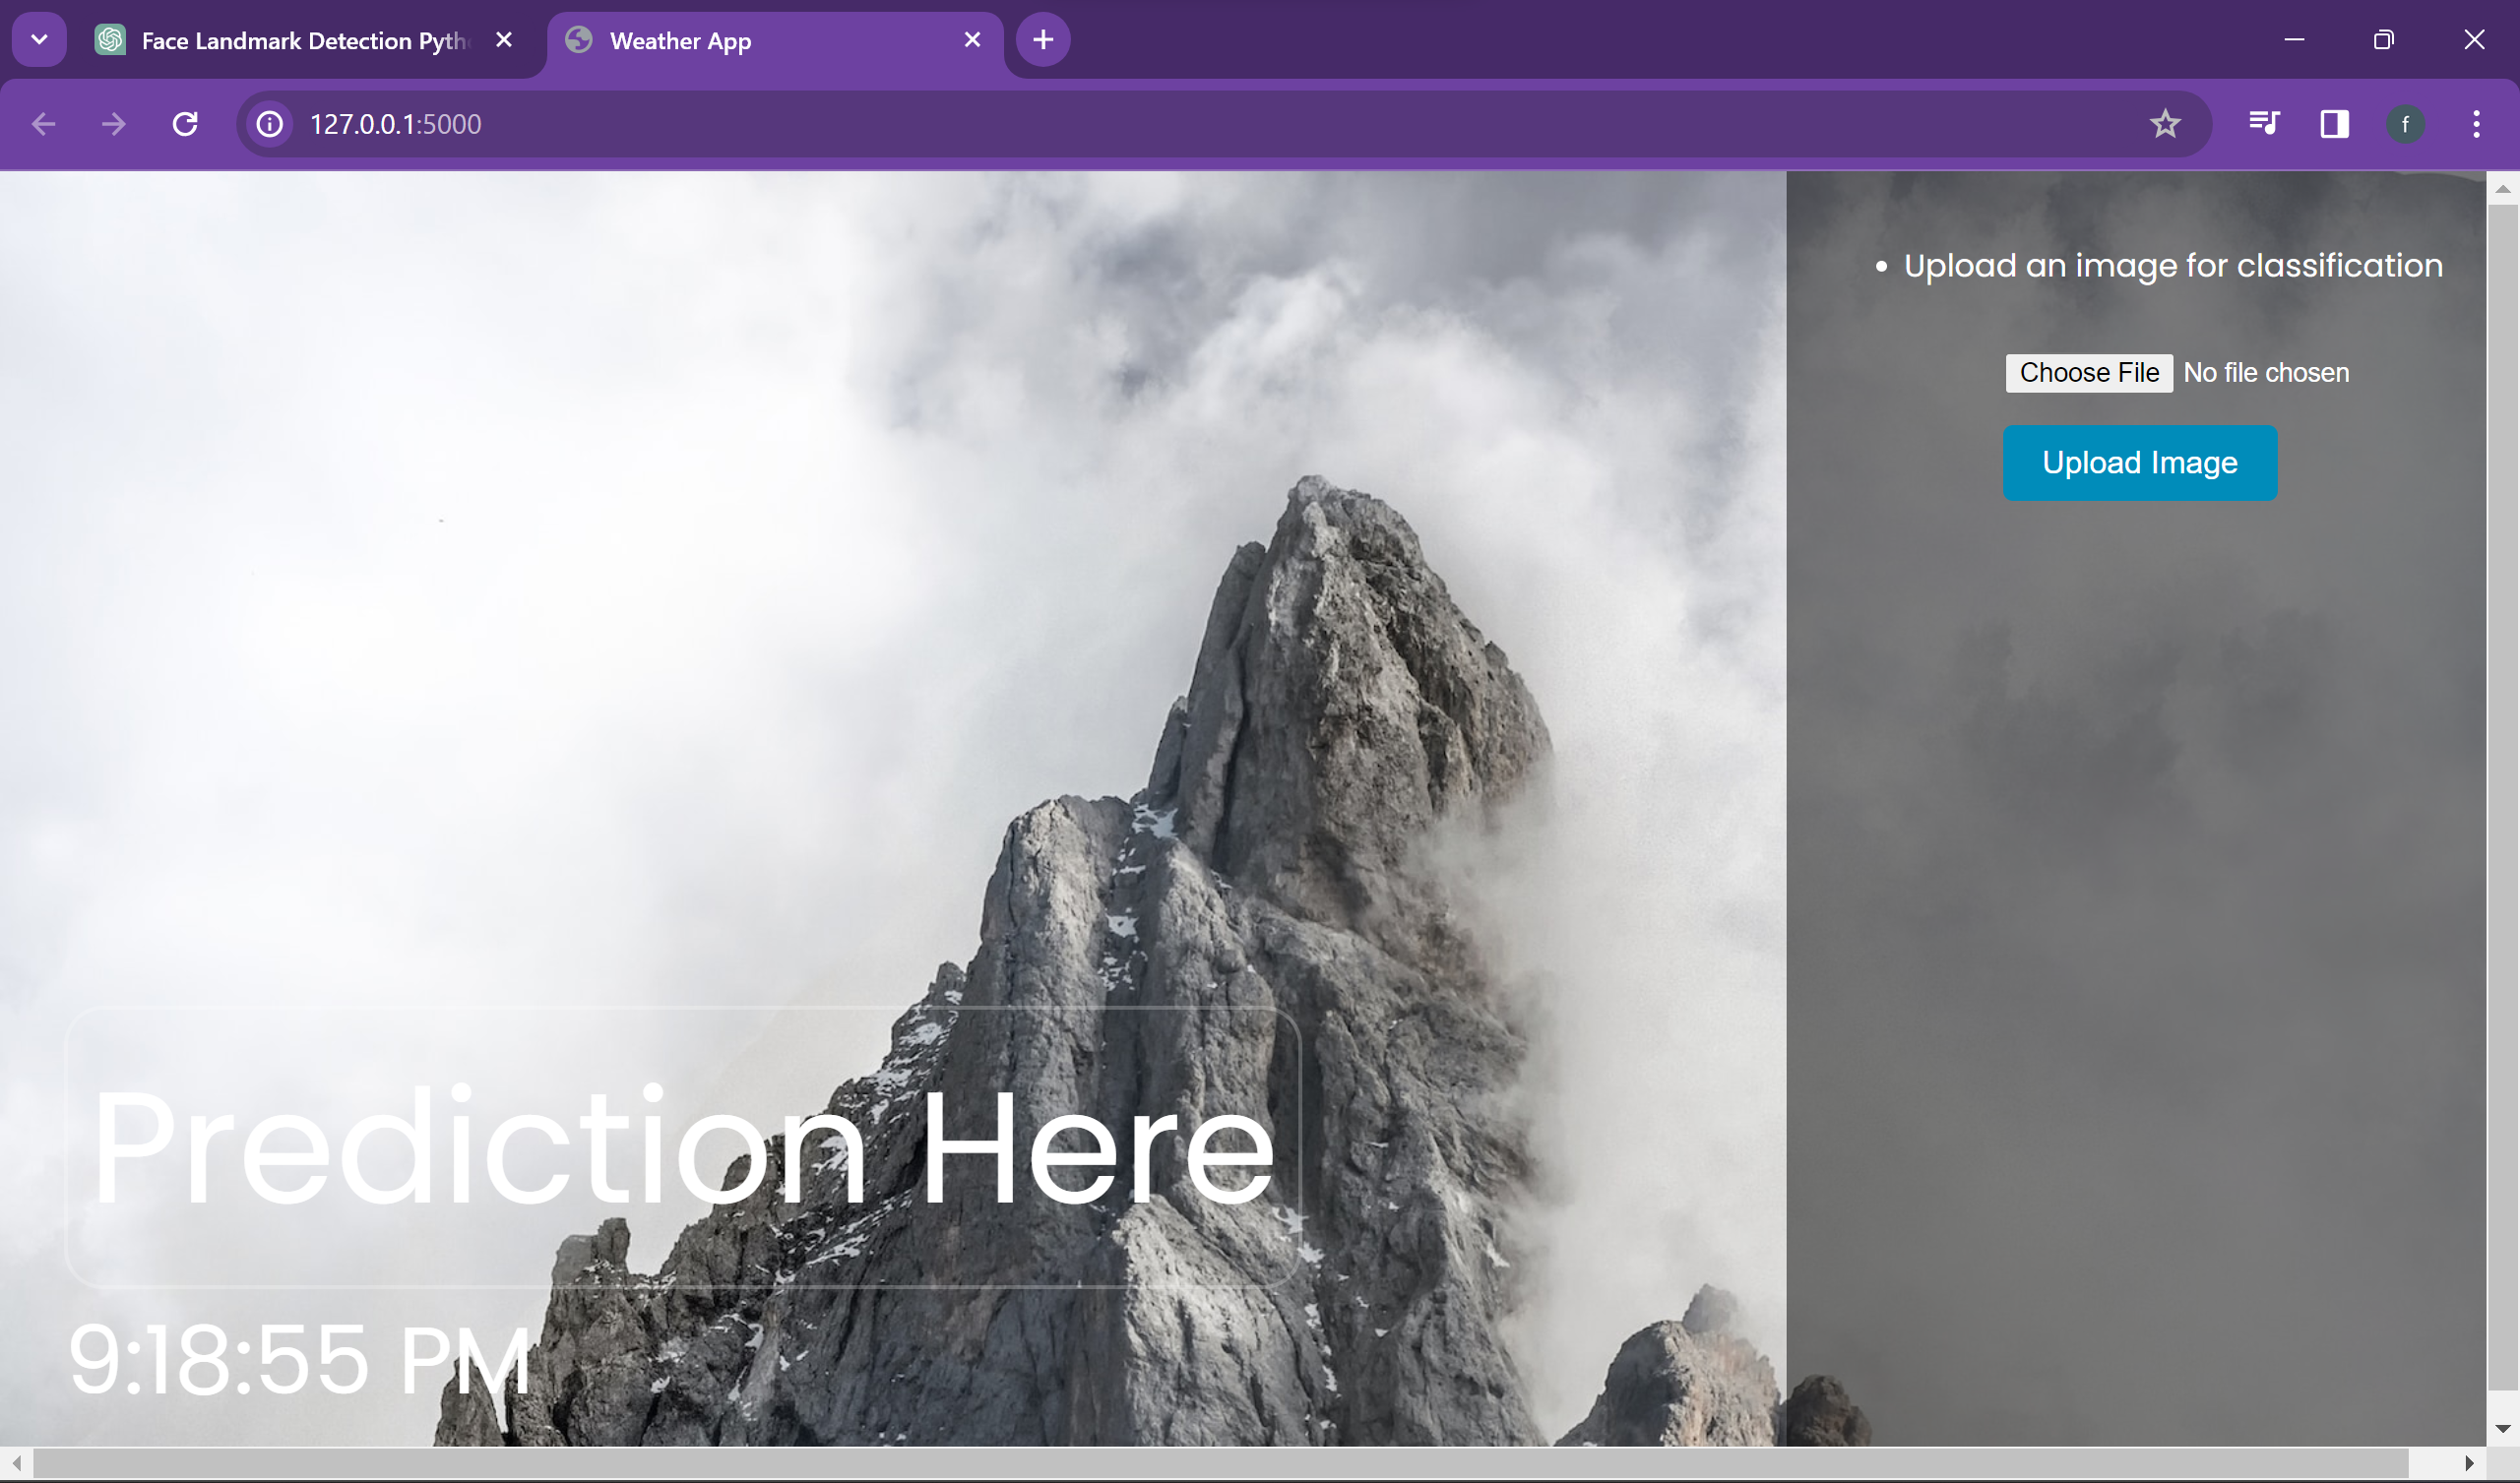 Face Landmark Detection Pyth
Weather App
127.0.0.1:5000
f
Upload an image for classification
Choose File No file chosen
Upload Image
Prediction Here
9:18:55 PM